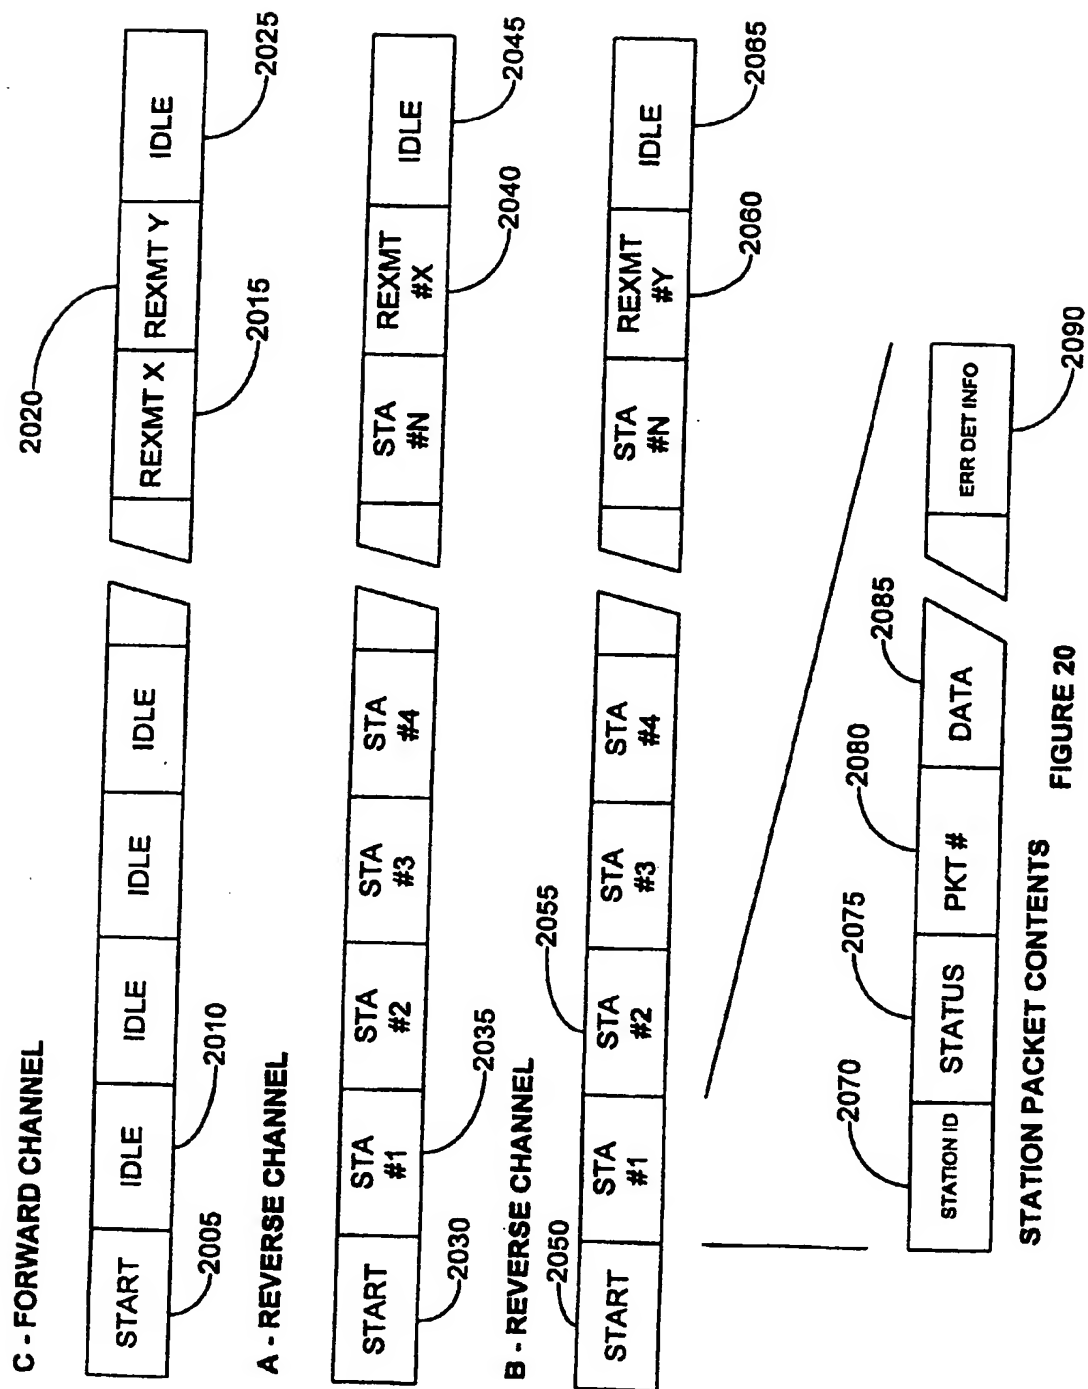 C - FORWARD CHANNEL
START
IDLE
IDLE
IDLE
IDLE
REXMT X
REXMT Y
IDLE
2005
2010
2020
2015
2025
A - REVERSE CHANNEL
START
STA
#1
STA
#2
STA
#3
STA
#4
STA
#N
REXMT
#X
IDLE
2030
2035
2040
2045
B - REVERSE CHANNEL
2050
2055
START
STA
#1
STA
#2
STA
#3
STA
#4
STA
#N
REXMT
#Y
IDLE
2060
2065
2070
2075
2080
2085
STATION ID
STATUS
PKT #
DATA
ERR DET INFO
2090
STATION PACKET CONTENTS
FIGURE 20